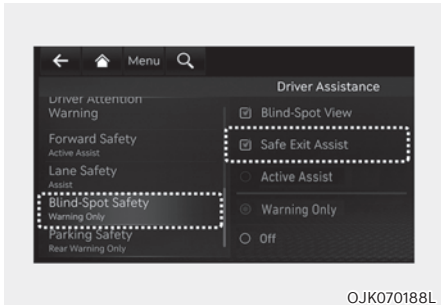 Menu
Driver Assistance
Driver Attention
Warning
Forward Safety
Active Assist
Lane Safety
Assist
Blind-Spot Safety
Warning Only
Parking Safety
Rear Warning Only
Blind-Spot View
Safe Exit Assist
Active Assist
Warning Only
Off
OJK070188L